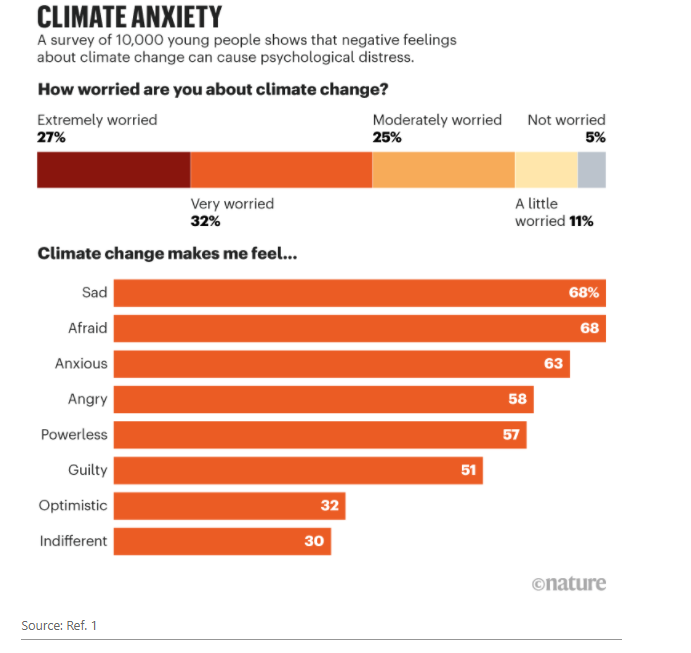 CLIMATE ANXIETY
A survey of 10,000 young people shows that negative feelings
about climate change can cause psychological distress.
How worried are you about climate change?
Extremely worried
27%
Moderately worried
25%
Not worried
5%
Very worried
32%
A little
worried 11%
Climate change makes me feel...
Sad 68%
Afraid 68
Anxious 63
Angry 58
Powerless 57
Guilty 51
Optimistic 32
Indifferent 30
©nature
Source: Ref. 1